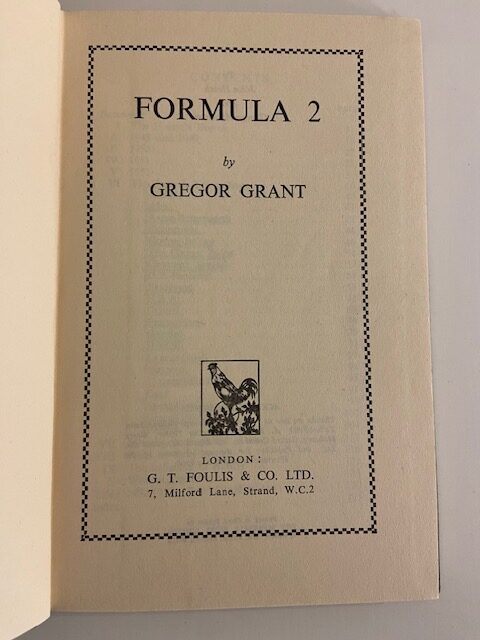 FORMULA 2
by
GREGOR GRANT
LONDON:
G. T. FOULIS & CO. LTD.
7, Milford Lane, Strand, W.C.2